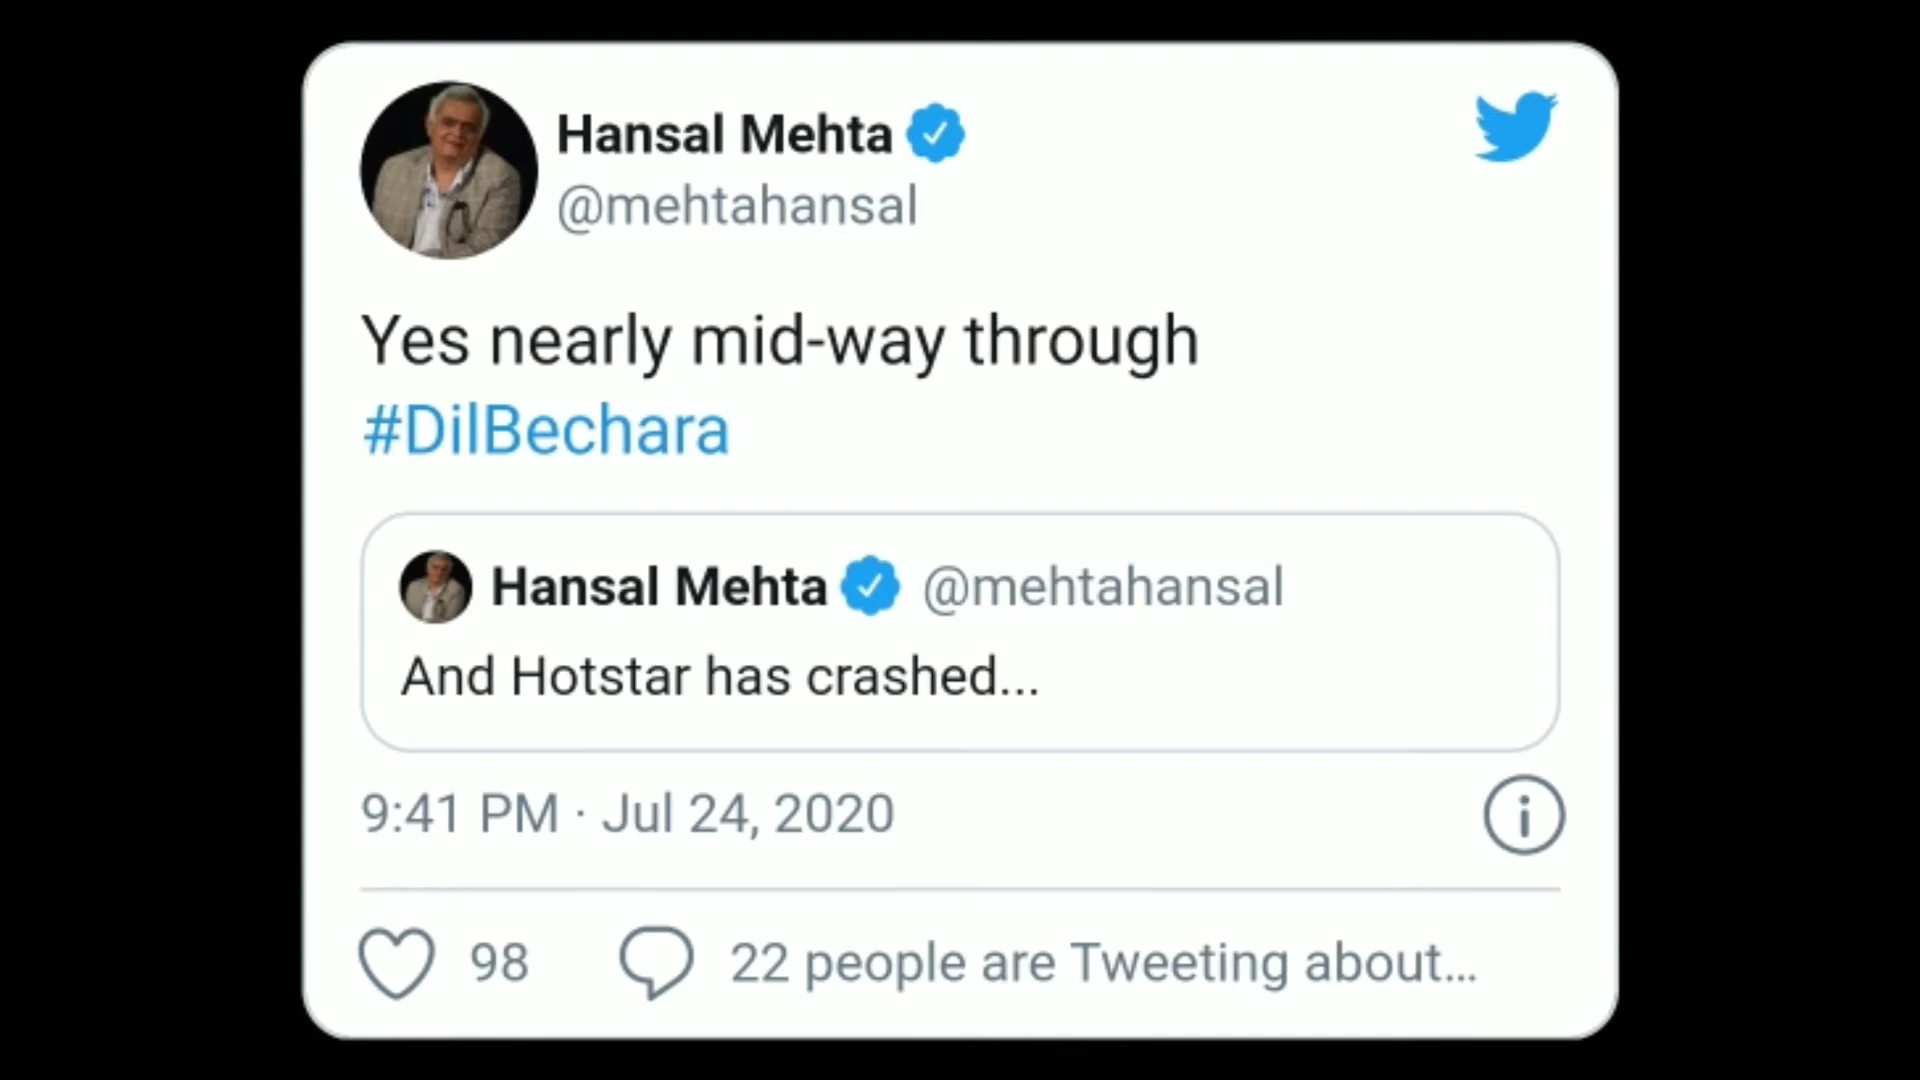 Hansal Mehta
@mehtahansal
Yes nearly mid-way through
#DilBechara
Hansal Mehta @mehtahansal
And Hotstar has crashed...
9:41 PM · Jul 24, 2020
98 22 people are Tweeting about...